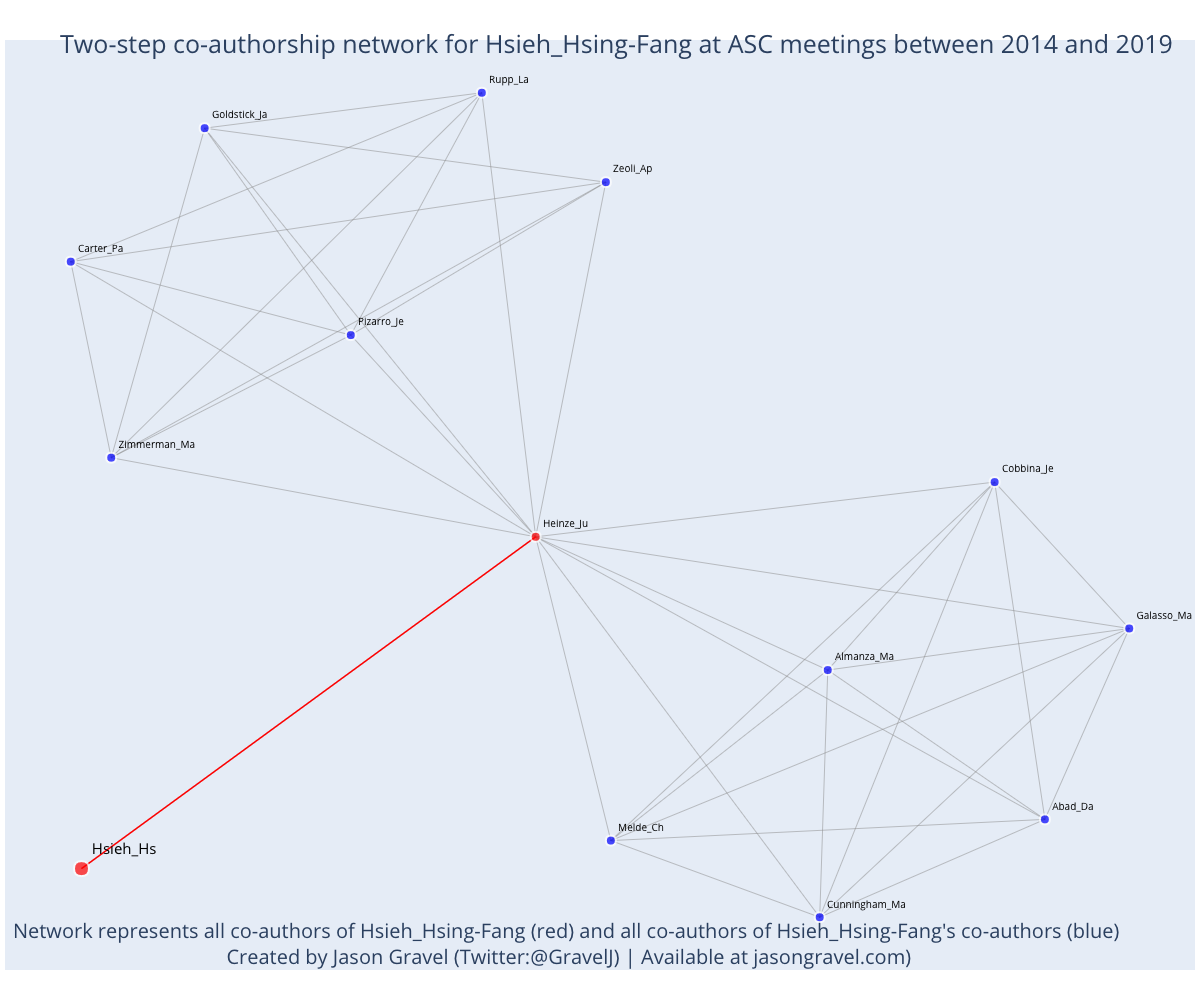 Two-step co-authorship network for Hsieh_Hsing-Fang at ASC meetings between 2014 and 2019
Rupp_La
Goldstick_Ja
Zeoli_Ap
Carter_Pa
Pizarro_Je
Zimmerman_Ma
Cobbina_Je
Heinze_Ju
Galasso_Ma
Almanza_Ma
Abad_Da
Melde_Ch
Hsieh_Hs
Cunningham_Ma
Network represents all co-authors of Hsieh_Hsing-Fang (red) and all co-authors of Hsieh_Hsing-Fang's co-authors (blue)
Created by Jason Gravel (Twitter:@GravelJ) | Available at jasongravel.com)